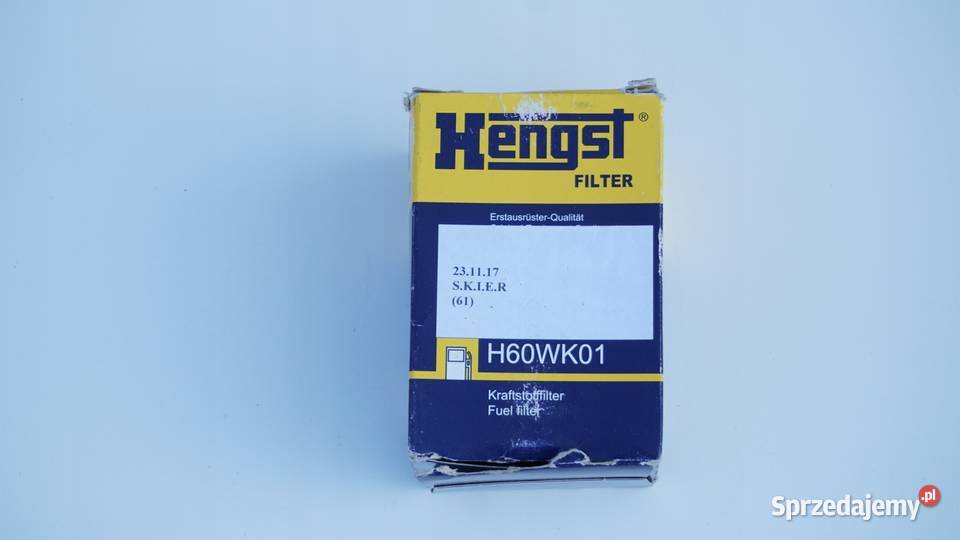 Hengst®
FILTER
Erstausrüster-Qualität
23.11.17
S.K.I.E.R
(61)
H60WK01
Kraftstofffilter
Fuel filter
Sprzedajemy.pl